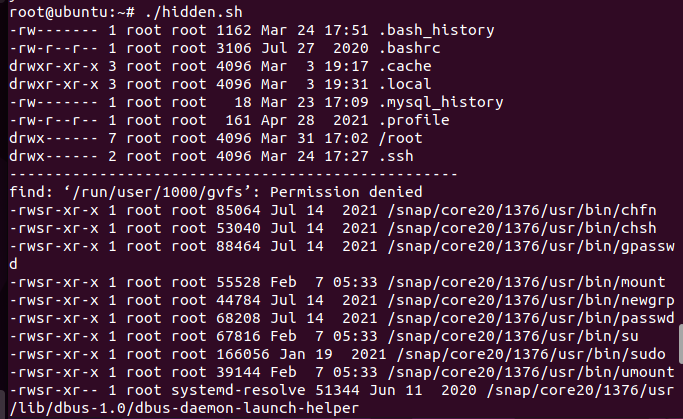 root@ubuntu:~# ./hidden.sh
-rw------- 1 root root 1162 Mar 24 17:51 .bash_history
-rw-r--r-- 1 root root 3106 Jul 27  2020 .bashrc
drwxr-xr-x 3 root root 4096 Mar  3 19:17 .cache
drwxr-xr-x 3 root root 4096 Mar  3 19:31 .local
-rw------- 1 root root   18 Mar 23 17:09 .mysql_history
-rw-r--r-- 1 root root  161 Apr 28  2021 .profile
drwx------ 7 root root 4096 Mar 31 17:02 /root
drwx------ 2 root root 4096 Mar 24 17:27 .ssh
--------------------------------------------------
find: ‘/run/user/1000/gvfs’: Permission denied
-rwsr-xr-x 1 root root 85064 Jul 14  2021 /snap/core20/1376/usr/bin/chfn
-rwsr-xr-x 1 root root 53040 Jul 14  2021 /snap/core20/1376/usr/bin/chsh
-rwsr-xr-x 1 root root 88464 Jul 14  2021 /snap/core20/1376/usr/bin/gpassw
d
-rwsr-xr-x 1 root root 55528 Feb  7 05:33 /snap/core20/1376/usr/bin/mount
-rwsr-xr-x 1 root root 44784 Jul 14  2021 /snap/core20/1376/usr/bin/newgrp
-rwsr-xr-x 1 root root 68208 Jul 14  2021 /snap/core20/1376/usr/bin/passwd
-rwsr-xr-x 1 root root 67816 Feb  7 05:33 /snap/core20/1376/usr/bin/su
-rwsr-xr-x 1 root root 166056 Jan 19  2021 /snap/core20/1376/usr/bin/sudo
-rwsr-xr-x 1 root root 39144 Feb  7 05:33 /snap/core20/1376/usr/bin/umount
-rwsr-xr-- 1 root systemd-resolve 51344 Jun 11  2020 /snap/core20/1376/usr
/lib/dbus-1.0/dbus-daemon-launch-helper